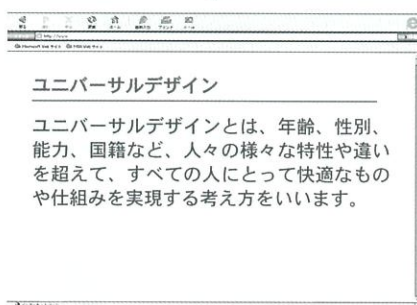 ユニバーサルデザイン
ユニバーサルデザインとは、年齢、性別、
能力、国籍など、人々の様々な特性や違い
を超えて、すべての人にとって快適なもの
や仕組みを実現する考え方をいいます。